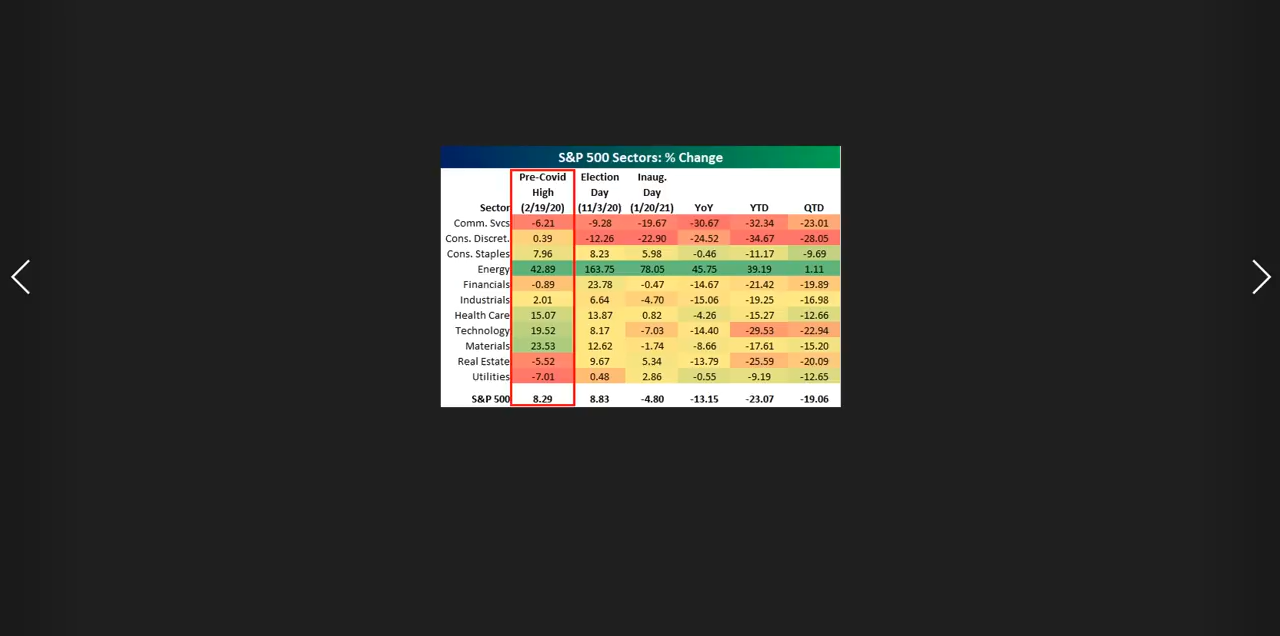 S&P 500 Sectors: % Change
Pre-Covid Election Inaug.
High Day Day
Sector (2/19/20) (11/3/20) (1/20/21) YoY YTD QTD
Comm. Svcs -6.21 -9.28 -19.67 -30.67 -32.34 -23.01
Cons. Discret. 0.39 -12.26 -22.90 -24.52 -34.67 -28.05
Cons. Staples 7.96 8.23 5.98 -0.46 -11.17 -9.69
Energy 42.89 163.75 78.05 45.75 39.19 1.11
Financials -0.89 23.78 -0.47 -14.67 -21.42 -19.89
Industrials 2.01 6.64 -4.70 -15.06 -19.25 -16.98
Health Care 15.07 13.87 0.82 -4.26 -15.27 -12.66
Technology 19.52 8.17 -7.03 -14.40 -29.53 -22.94
Materials 23.53 12.62 -1.74 -8.66 -17.61 -15.20
Real Estate -5.52 9.67 5.34 -13.79 -25.59 -20.09
Utilities -7.01 0.48 2.86 -0.55 -9.19 -12.65
S&P 500 8.29 8.83 -4.80 -13.15 -23.07 -19.06